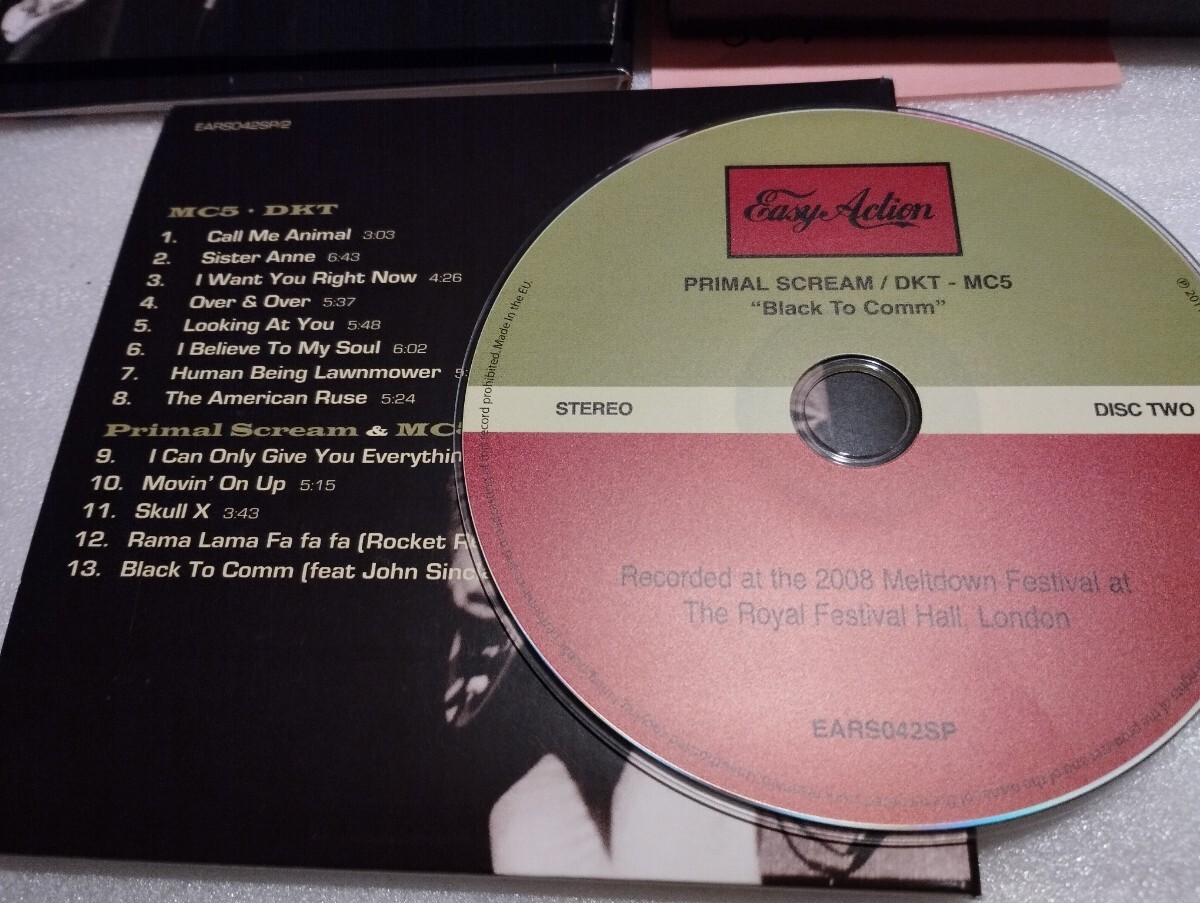 EARS042SP/2
MC5 · DKT
1. Call Me Animal 3:03
2. Sister Anne 6:43
3. I Want You Right Now 4:26
4. Over & Over 5:37
5. Looking At You 5:48
6. I Believe To My Soul 6:02
7. Human Being Lawnmower 5:
8. The American Ruse 5:24
Primal Scream & MC
9. I Can Only Give You Everythin
10. Movin' On Up 5:15
11. Skull X 3:43
12. Rama Lama Fa fa fa (Rocket R
13. Black To Comm (feat John Sinc
Easy Action
PRIMAL SCREAM / DKT - MC5
“Black To Comm”
STEREO
DISC TWO
Recorded at the 2008 Meltdown Festival at
The Royal Festival Hall, London
EARS042SP
record prohibited. Made in the EU.